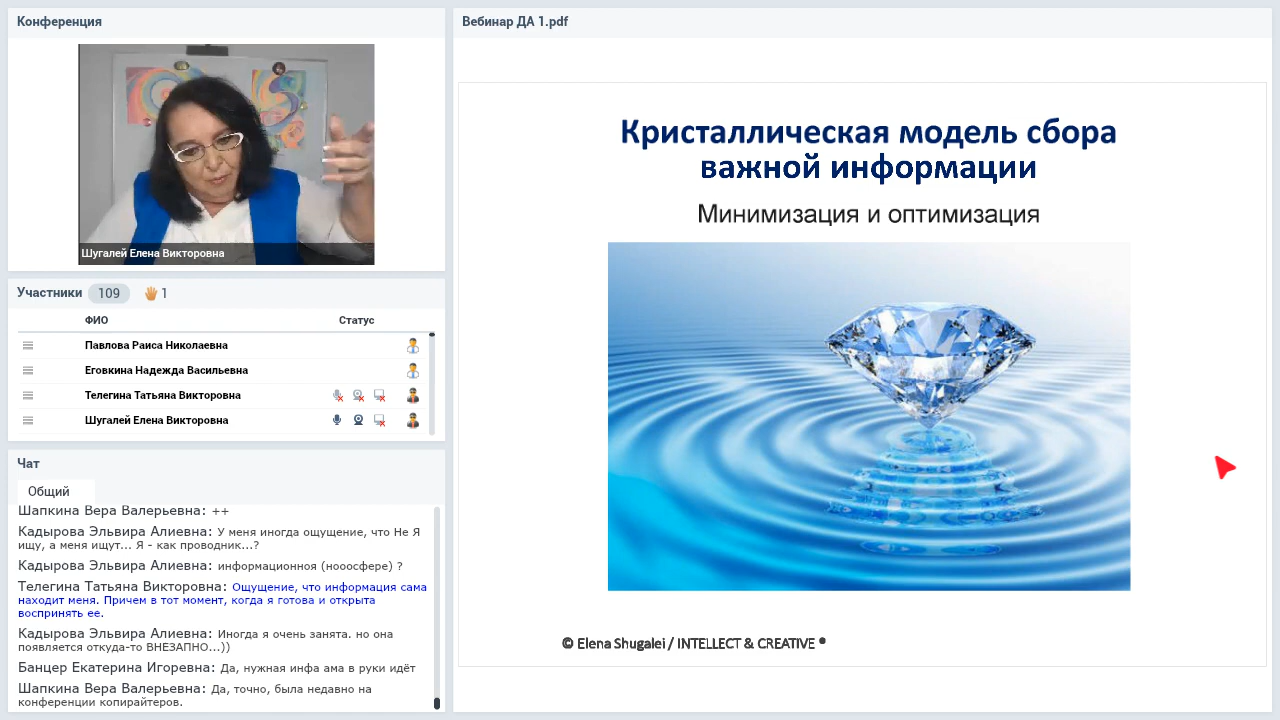 Конференция
Шугалей Елена Викторовна
Участники 109 1
ФИО Статус
Павлова Раиса Николаевна
Еговкина Надежда Васильевна
Телегина Татьяна Викторовна
Шугалей Елена Викторовна
Чат
Общий
Шапкина Вера Валерьевна: ++
Кадырова Эльвира Алиевна: У меня иногда ощущение, что Не Я
ищу, а меня ищут... Я - как проводник...?
Кадырова Эльвира Алиевна: информационноя (нооосфере) ?
Телегина Татьяна Викторовна: Ощущение, что информация сама
находит меня. Причем в тот момент, когда я готова и открыта
воспринять ее.
Кадырова Эльвира Алиевна: Иногда я очень занята. но она
появляется откуда-то ВНЕЗАПНО...))
Банцер Екатерина Игоревна: Да, нужная инфа ама в руки идёт
Шапкина Вера Валерьевна: Да, точно, была недавно на
конференции копирайтеров.
Вебинар ДА 1.pdf
Кристаллическая модель сбора
важной информации
Минимизация и оптимизация
© Elena Shugalei / INTELLECT & CREATIVE ®